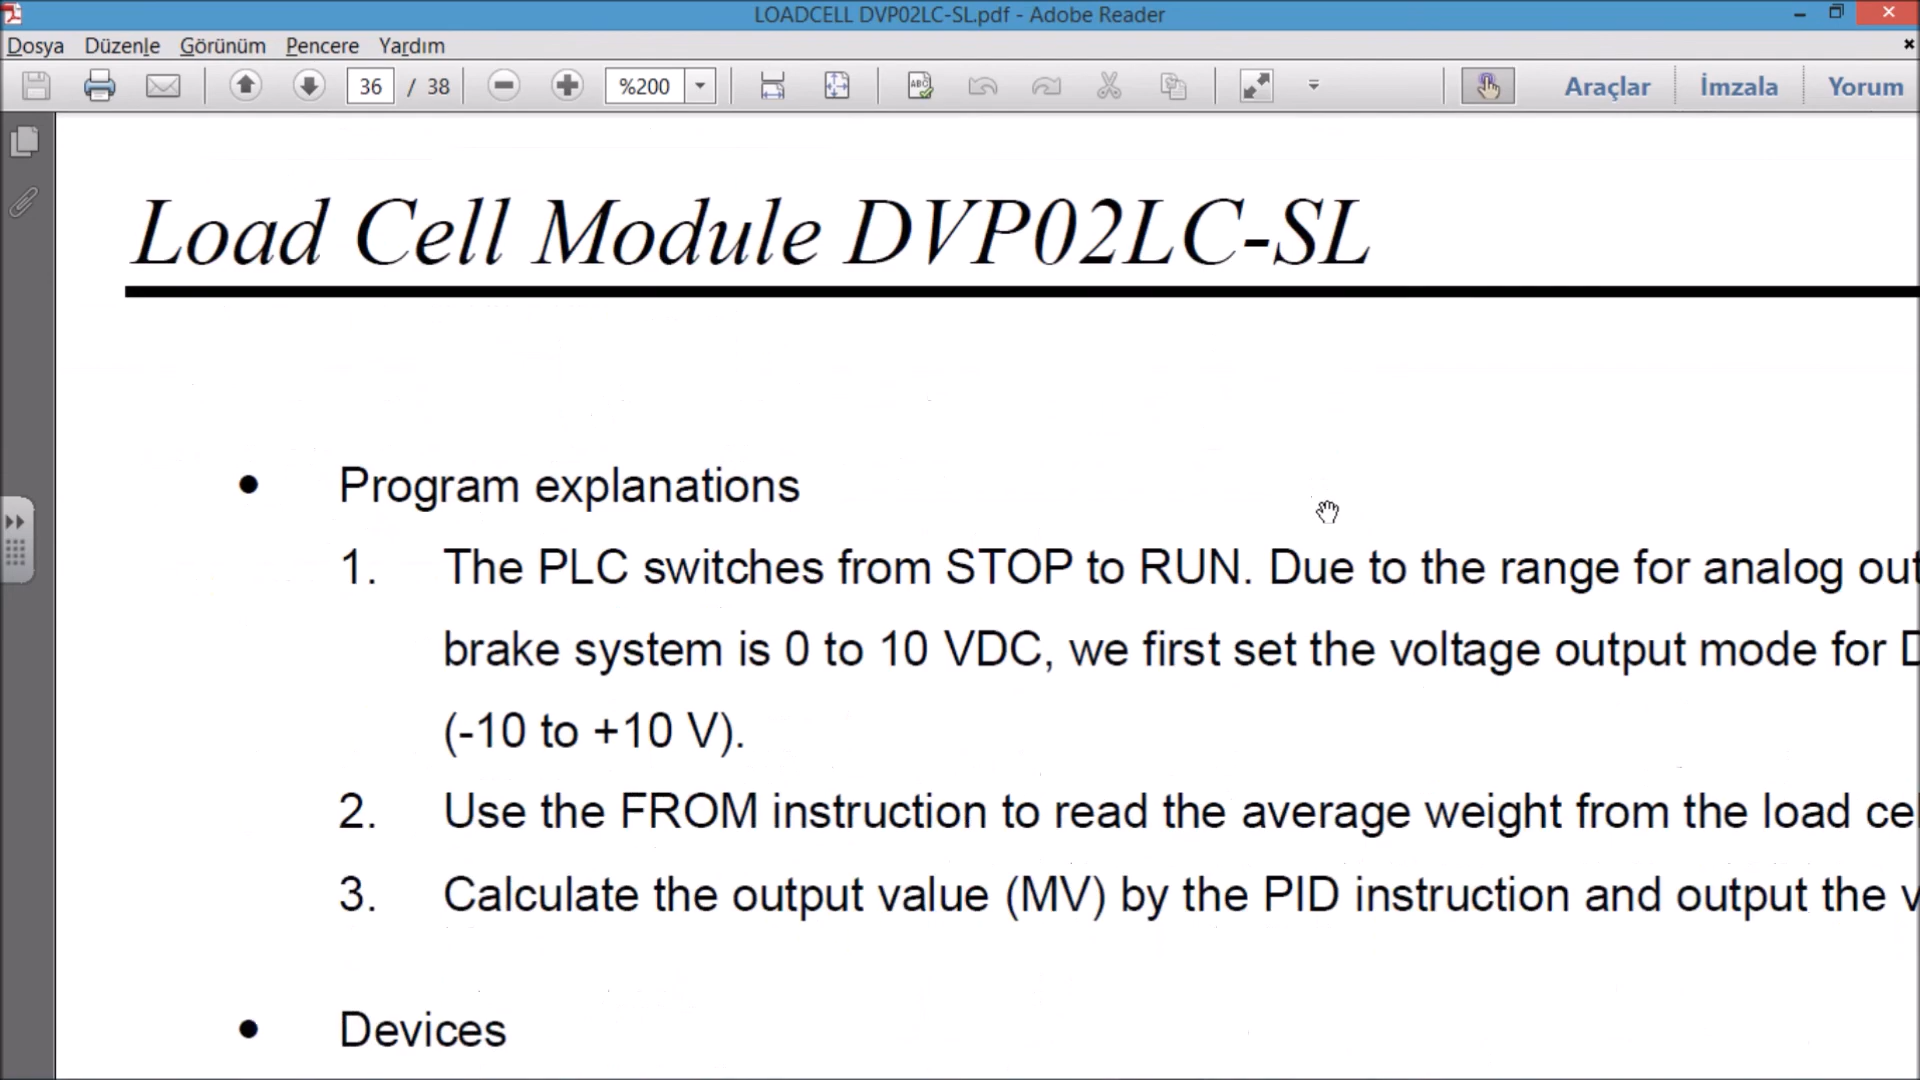 LOADCELL DVP02LC-SL.pdf - Adobe Reader
Dosya Düzenle Görünüm Pencere Yardım
36 / 38 %200 Araçlar İmzala Yorum
Load Cell Module DVP02LC-SL
• Program explanations
1. The PLC switches from STOP to RUN. Due to the range for analog out
brake system is 0 to 10 VDC, we first set the voltage output mode for D
(-10 to +10 V).
2. Use the FROM instruction to read the average weight from the load ce
3. Calculate the output value (MV) by the PID instruction and output the v
• Devices